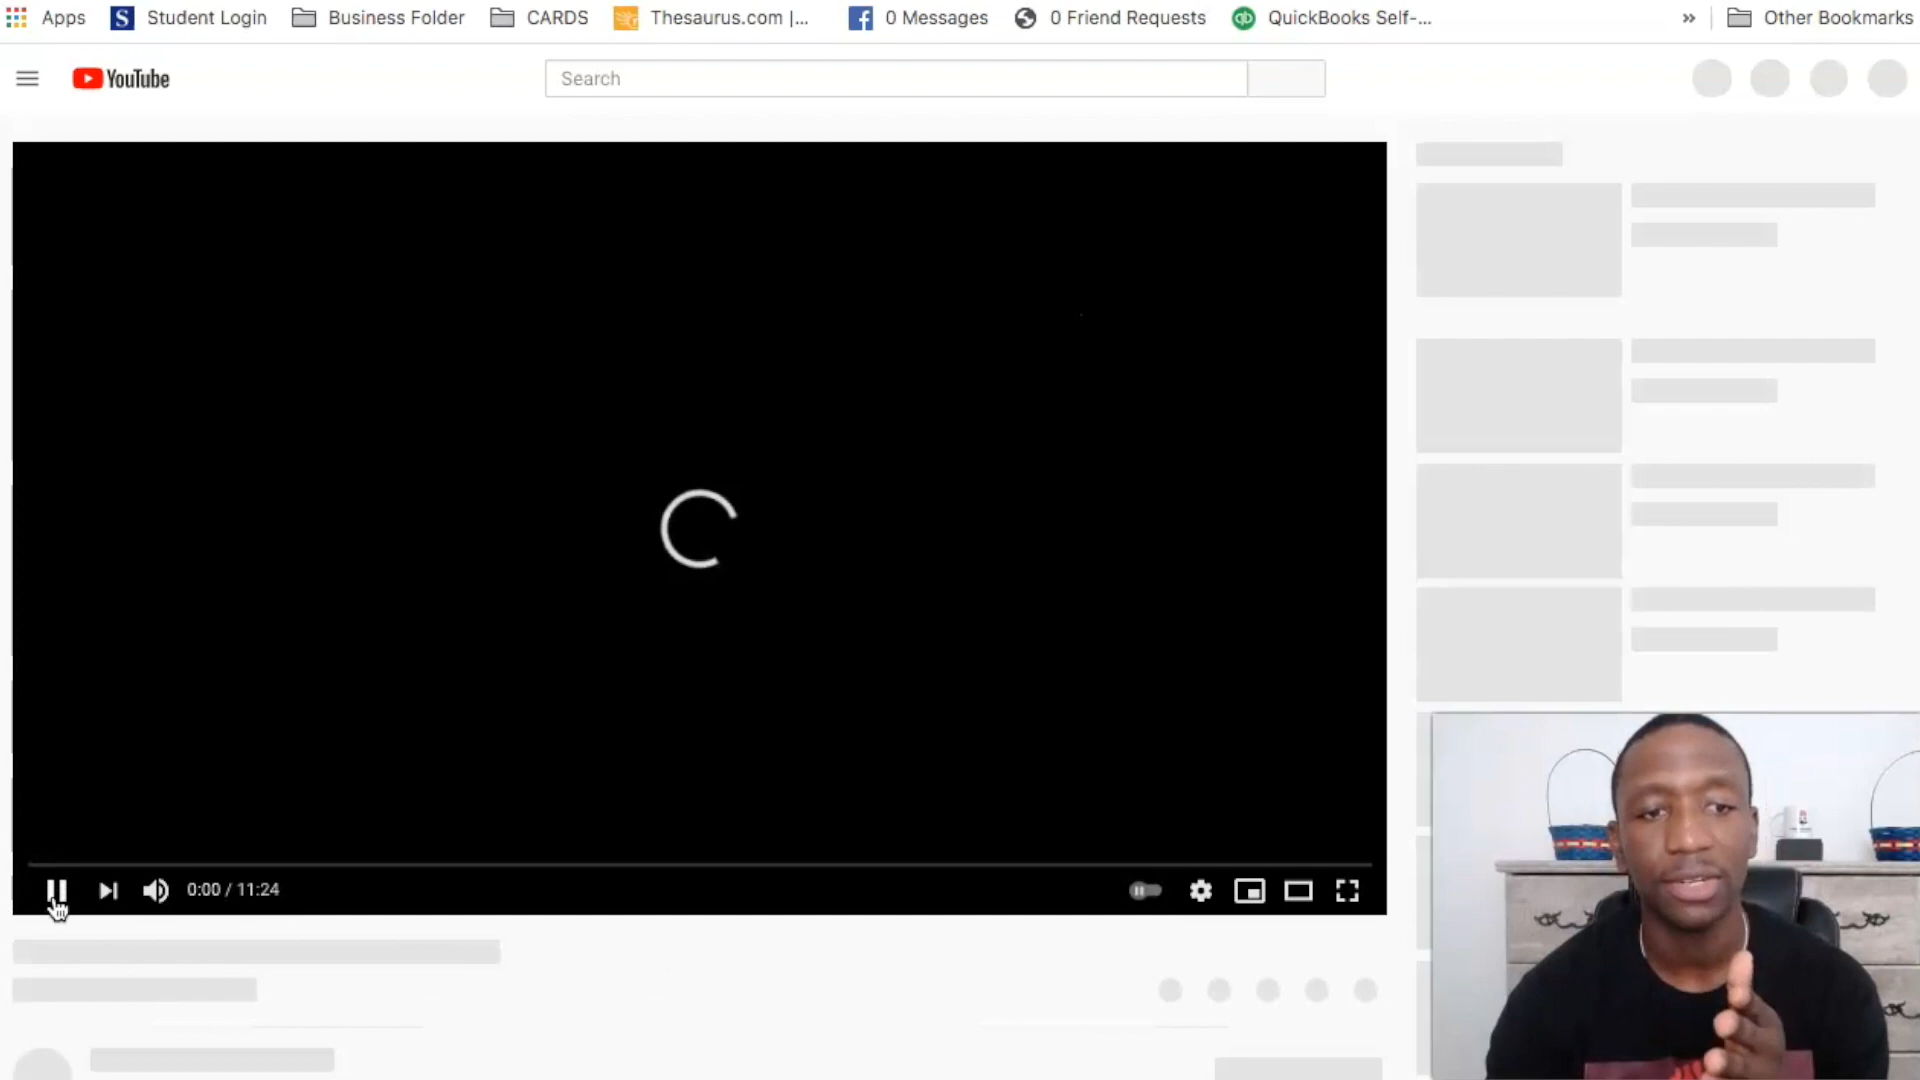 Apps Student Login Business Folder CARDS Thesaurus.com |... 0 Messages 0 Friend Requests QuickBooks Self-... » Other Bookmarks
YouTube Search
0:00 / 11:24